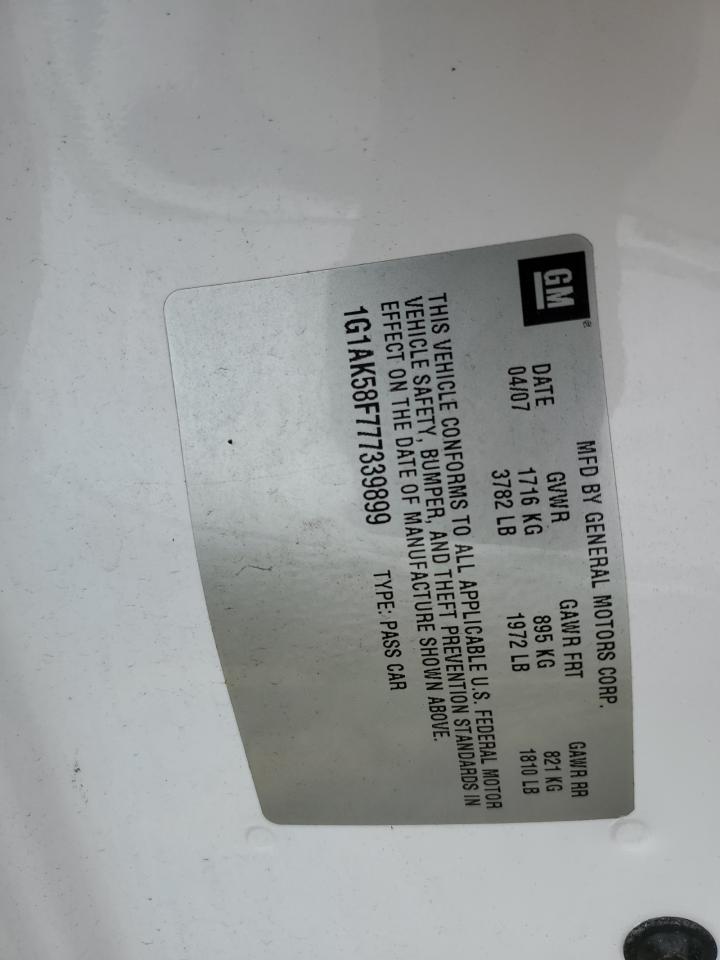 GM
MFD BY GENERAL MOTORS CORP.
DATE GVWR GAWR FRT GAWR RR
04/07 1716 KG 895 KG 821 KG
3782 LB 1972 LB 1810 LB
THIS VEHICLE CONFORMS TO ALL APPLICABLE U.S. FEDERAL MOTOR
VEHICLE SAFETY, BUMPER, AND THEFT PREVENTION STANDARDS IN
EFFECT ON THE DATE OF MANUFACTURE SHOWN ABOVE.
1G1AK58F777339899 TYPE: PASS CAR